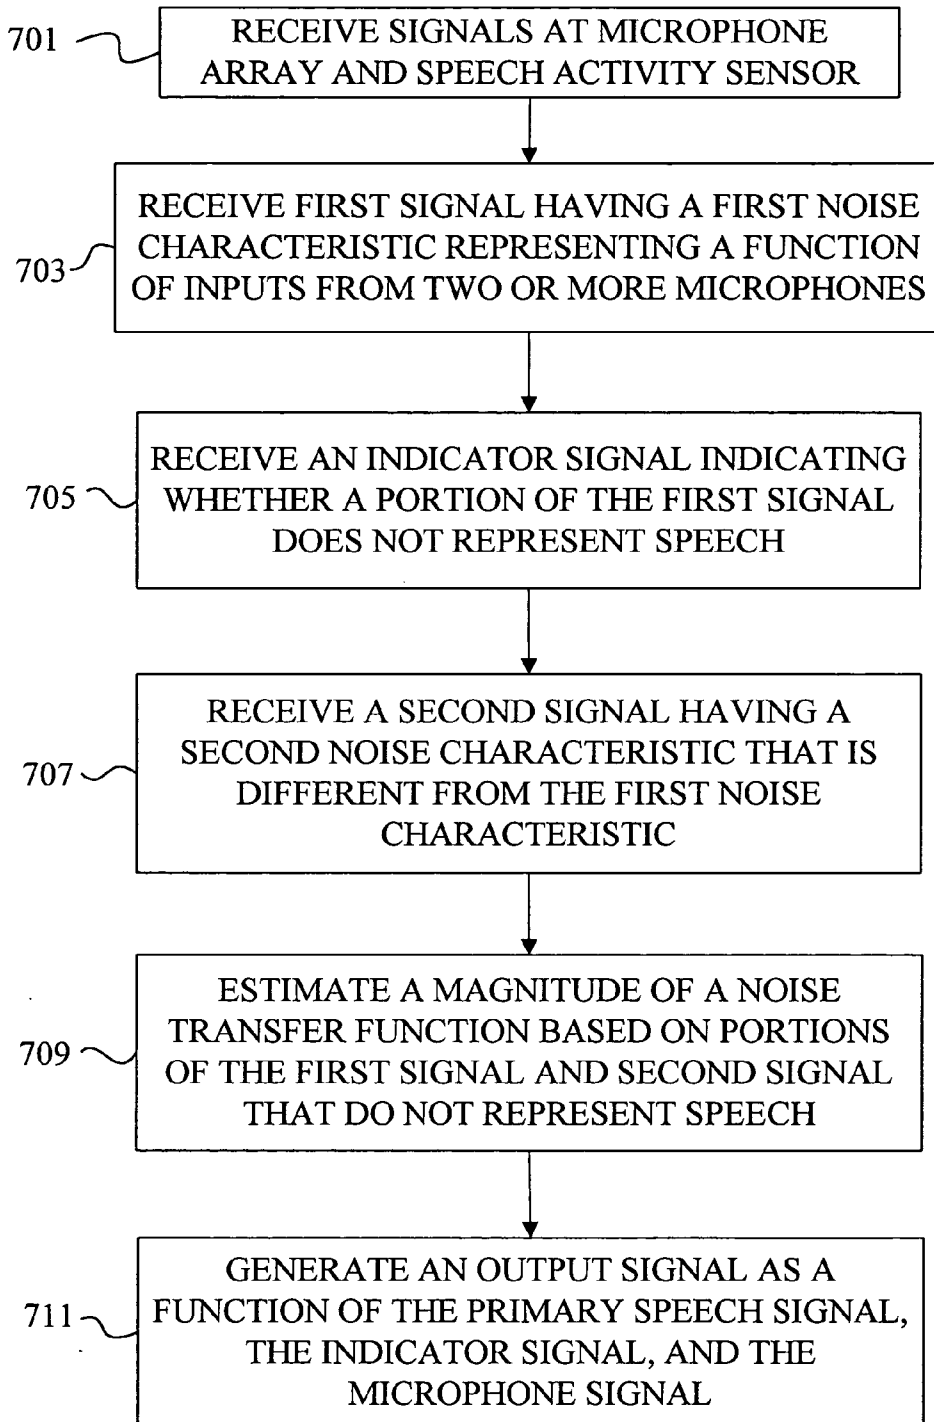 701
RECEIVE SIGNALS AT MICROPHONE
ARRAY AND SPEECH ACTIVITY SENSOR
703
RECEIVE FIRST SIGNAL HAVING A FIRST NOISE
CHARACTERISTIC REPRESENTING A FUNCTION
OF INPUTS FROM TWO OR MORE MICROPHONES
705
RECEIVE AN INDICATOR SIGNAL INDICATING
WHETHER A PORTION OF THE FIRST SIGNAL
DOES NOT REPRESENT SPEECH
707
RECEIVE A SECOND SIGNAL HAVING A
SECOND NOISE CHARACTERISTIC THAT IS
DIFFERENT FROM THE FIRST NOISE
CHARACTERISTIC
709
ESTIMATE A MAGNITUDE OF A NOISE
TRANSFER FUNCTION BASED ON PORTIONS
OF THE FIRST SIGNAL AND SECOND SIGNAL
THAT DO NOT REPRESENT SPEECH
711
GENERATE AN OUTPUT SIGNAL AS A
FUNCTION OF THE PRIMARY SPEECH SIGNAL,
THE INDICATOR SIGNAL, AND THE
MICROPHONE SIGNAL